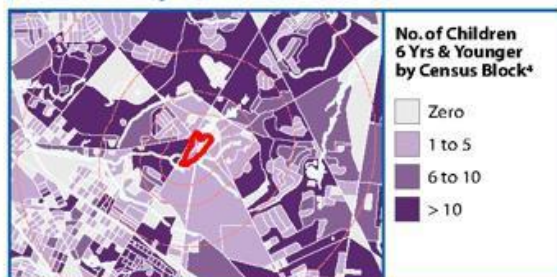 No. of Children
6 Yrs & Younger
by Census Block⁴
Zero
1 to 5
6 to 10
> 10